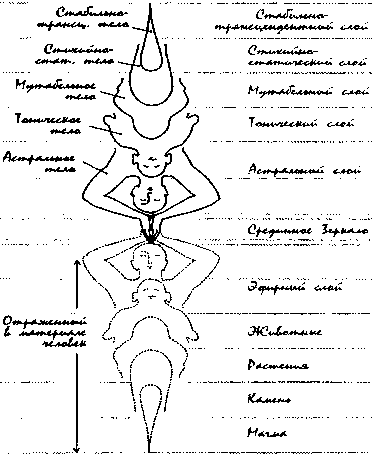 Стабильно-
трансц. тело
Стихийно-
стат. тело
Мутабельное
тело
Тоническое
тело
Астральное
тело
Отраженный
в материале
человек
Стабильно-
трансцендентный слой
Стихийно-
статический слой
Мутабельный слой
Тонический слой
Астральный слой
Срединное Зеркало
Эфирный слой
Животные
Растения
Камень
Магма